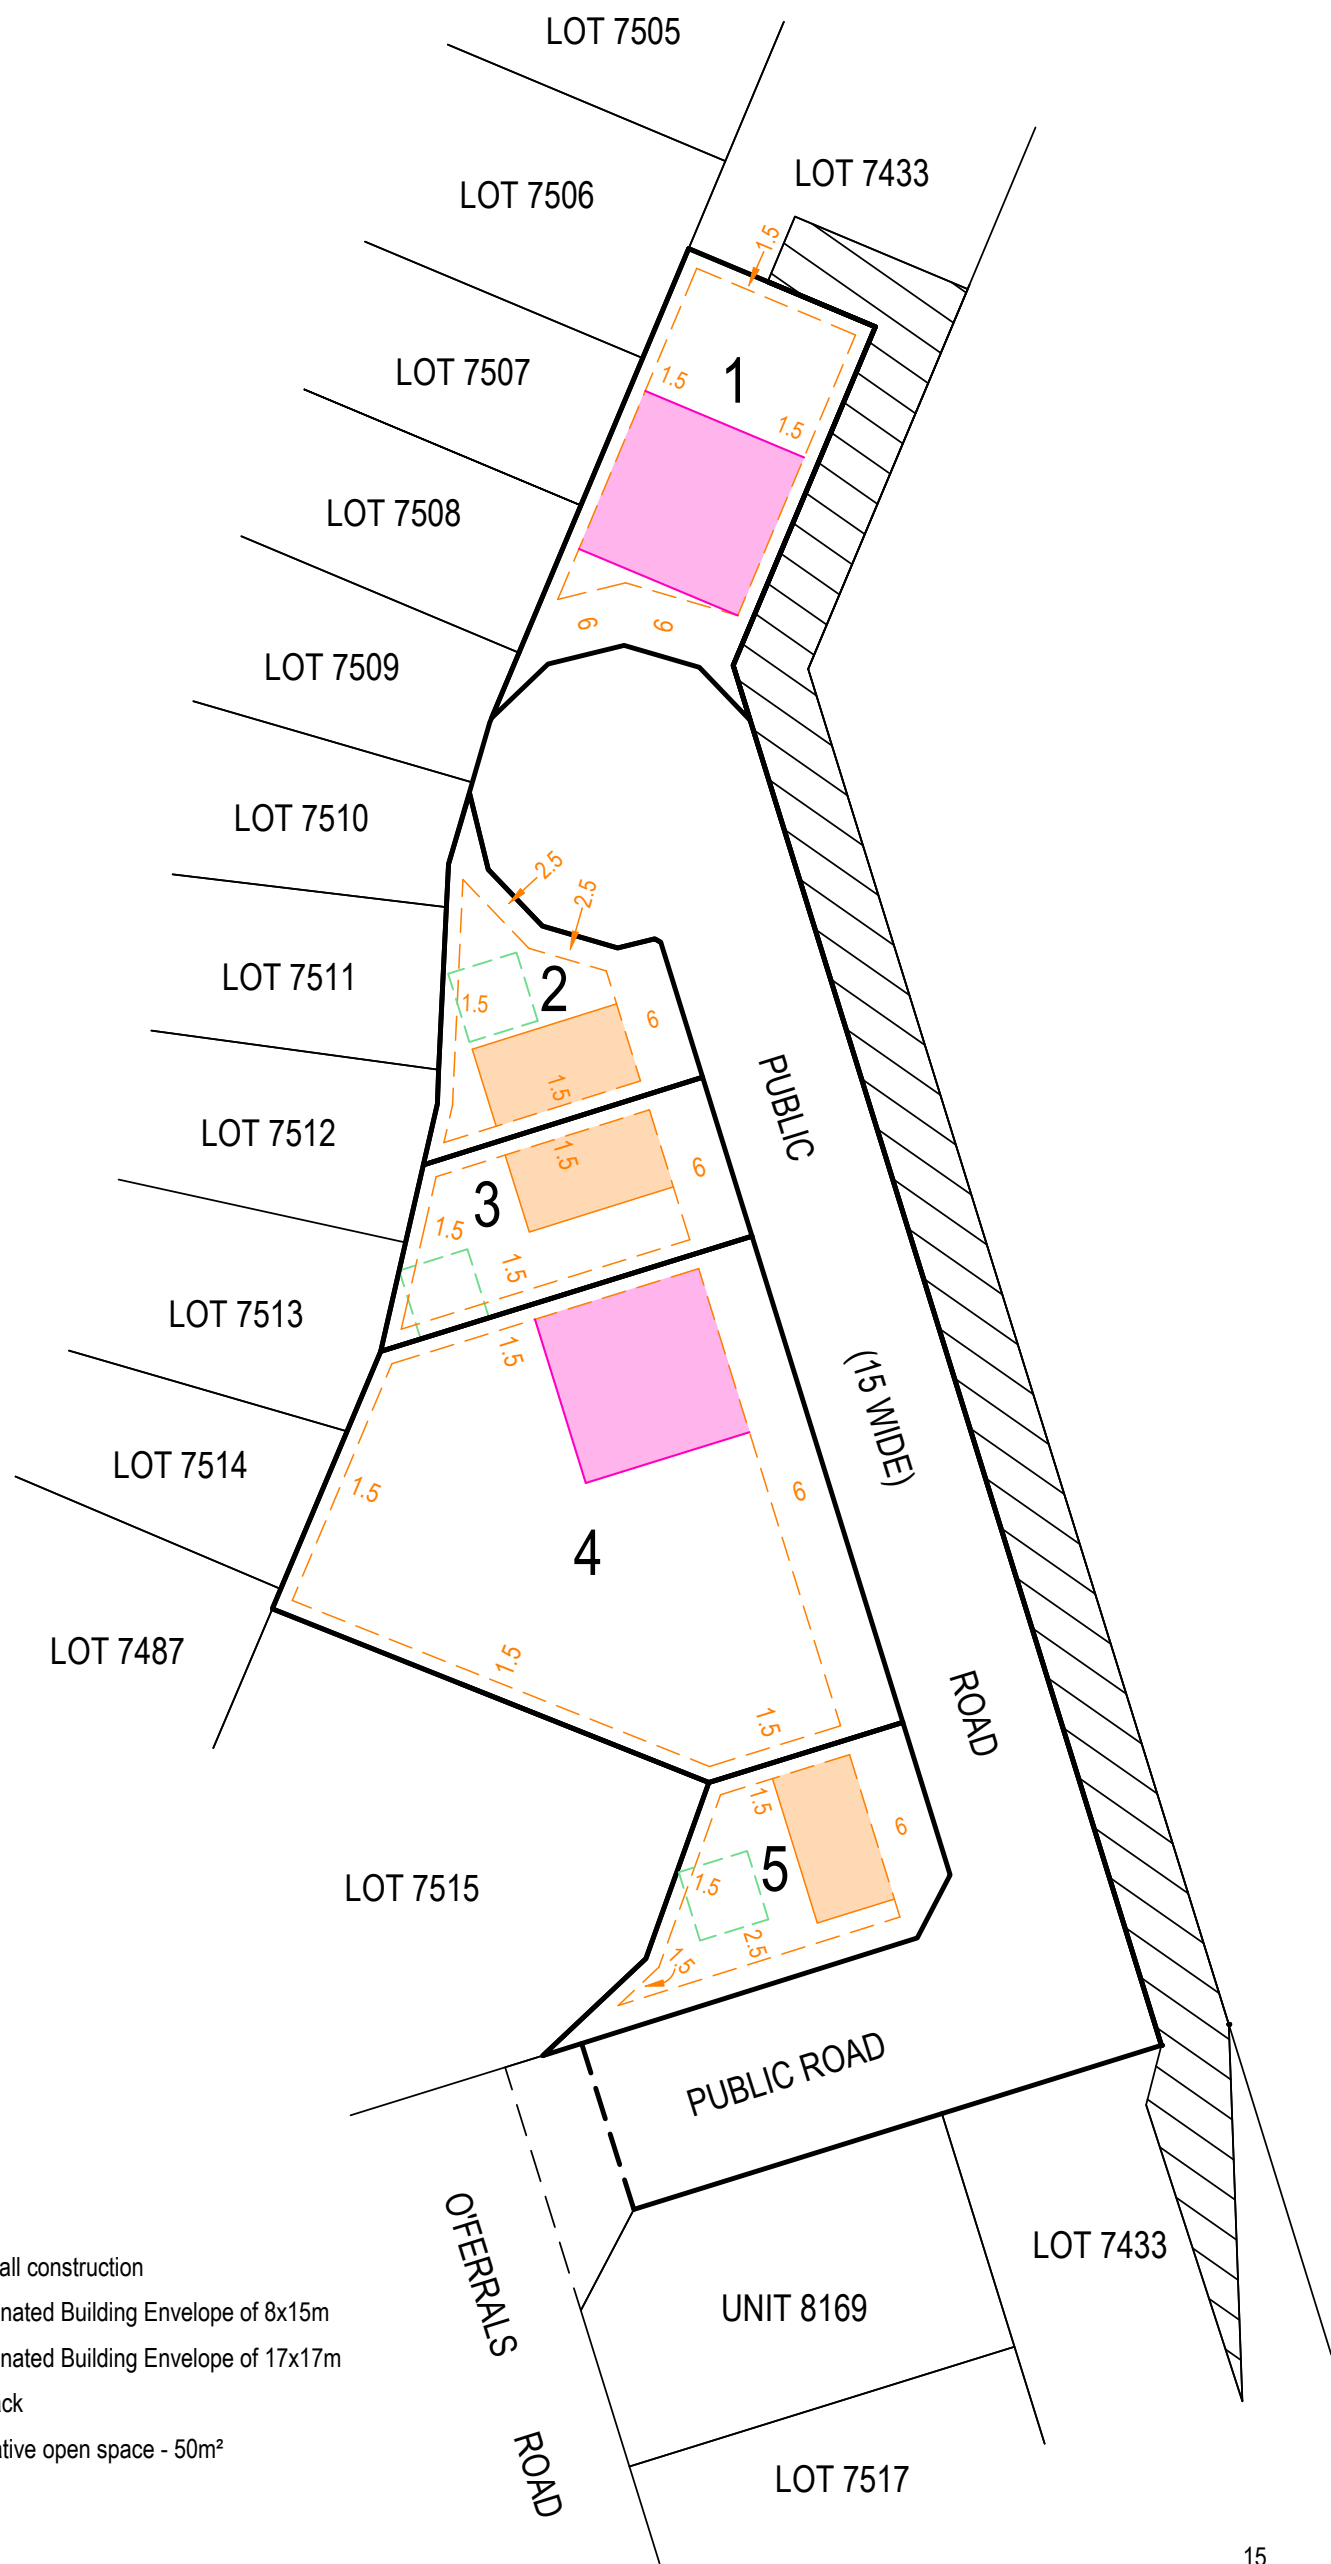 LOT 7505
LOT 7433
LOT 7506
1.5
LOT 7507
1.5
1
1.5
LOT 7508
6
6
LOT 7509
LOT 7510
2.5
2.5
LOT 7511
1.5
2
6
1.5
PUBLIC
LOT 7512
1.5
6
3
1.5
1.5
LOT 7513
1.5
(15 WIDE)
LOT 7514
1.5
6
4
LOT 7487
1.5
ROAD
1.5
1.5
6
LOT 7515
1.5
5
2.5
1.5
PUBLIC ROAD
O'FERRALS
LOT 7433
all construction
nated Building Envelope of 8x15m
UNIT 8169
nated Building Envelope of 17x17m
ack
ative open space - 50m²
ROAD
LOT 7517
15